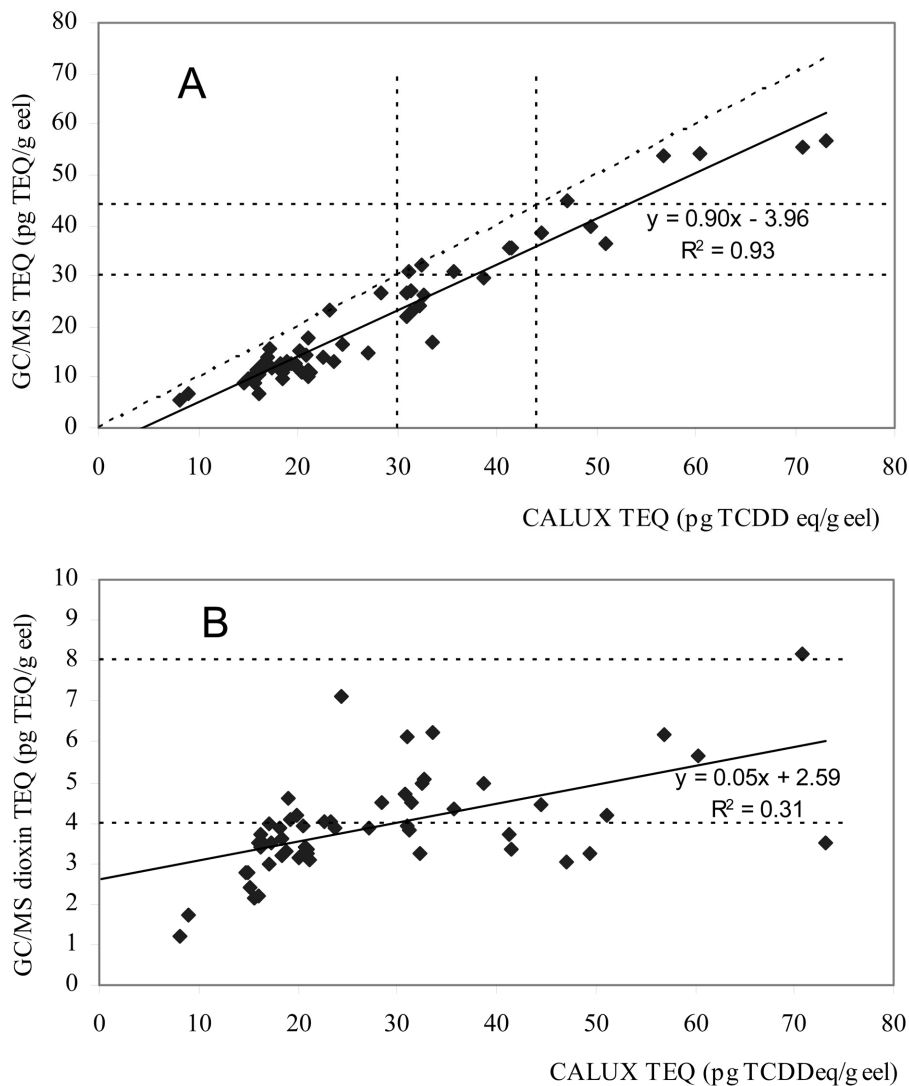 80
70
60
50
40
30
20
10
0
GC/MS TEQ (pg TEQ/g eel)
A
y = 0.90x - 3.96
R² = 0.93
0 10 20 30 40 50 60 70 80
CALUX TEQ (pg TCDD eq/g eel)
10
9
8
7
6
5
4
3
2
1
0
GC/MS dioxin TEQ (pg TEQ/g eel)
B
y = 0.05x + 2.59
R² = 0.31
0 10 20 30 40 50 60 70 80
CALUX TEQ (pg TCDDeq/g eel)